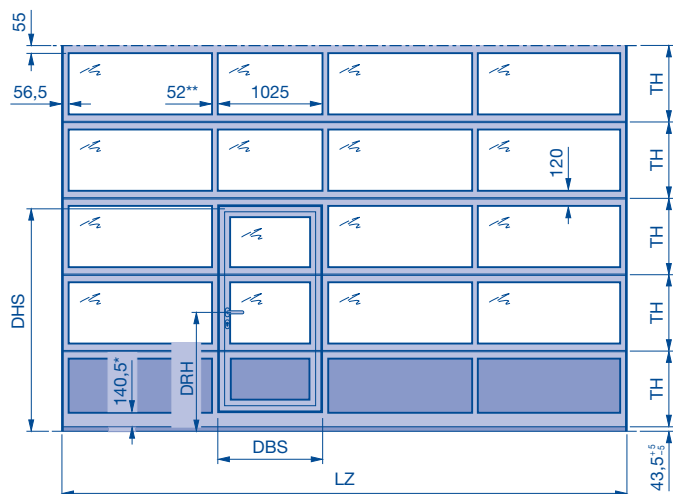 55
56,5
52**
1025
TH
120
TH
TH
DHS
TH
DRH
140,5*
TH
DBS
43,5 +5 -5
LZ